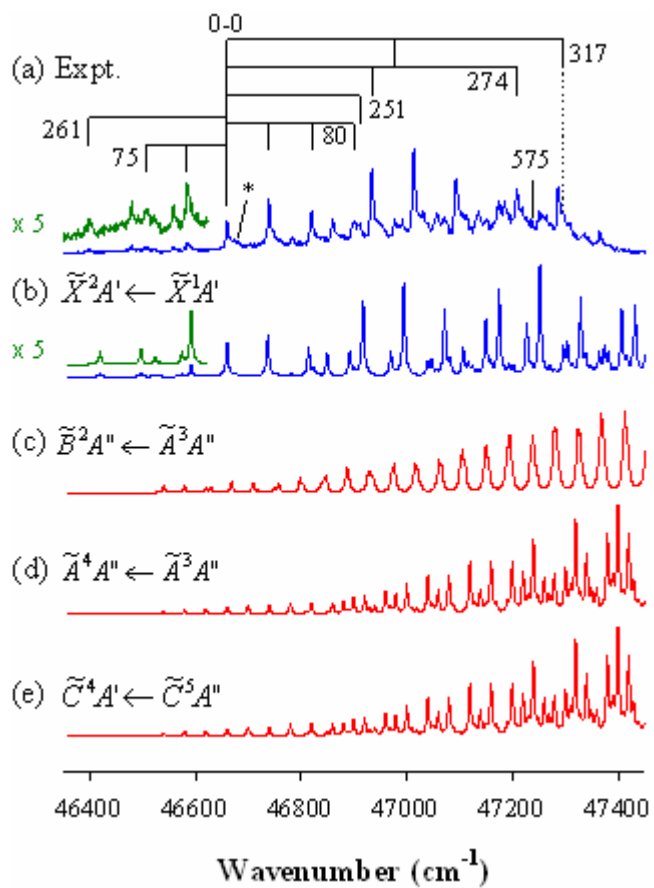 0-0
(a) Expt.
317
274
251
261
80
75
575
*
x 5
(b) X̃²A' ← X̃¹A'
x 5
(c) B̃²A" ← Ã³A"
(d) Ã⁴A" ← Ã³A"
(e) C̃⁴A' ← C̃⁵A"
46400 46600 46800 47000 47200 47400
Wavenumber (cm⁻¹)